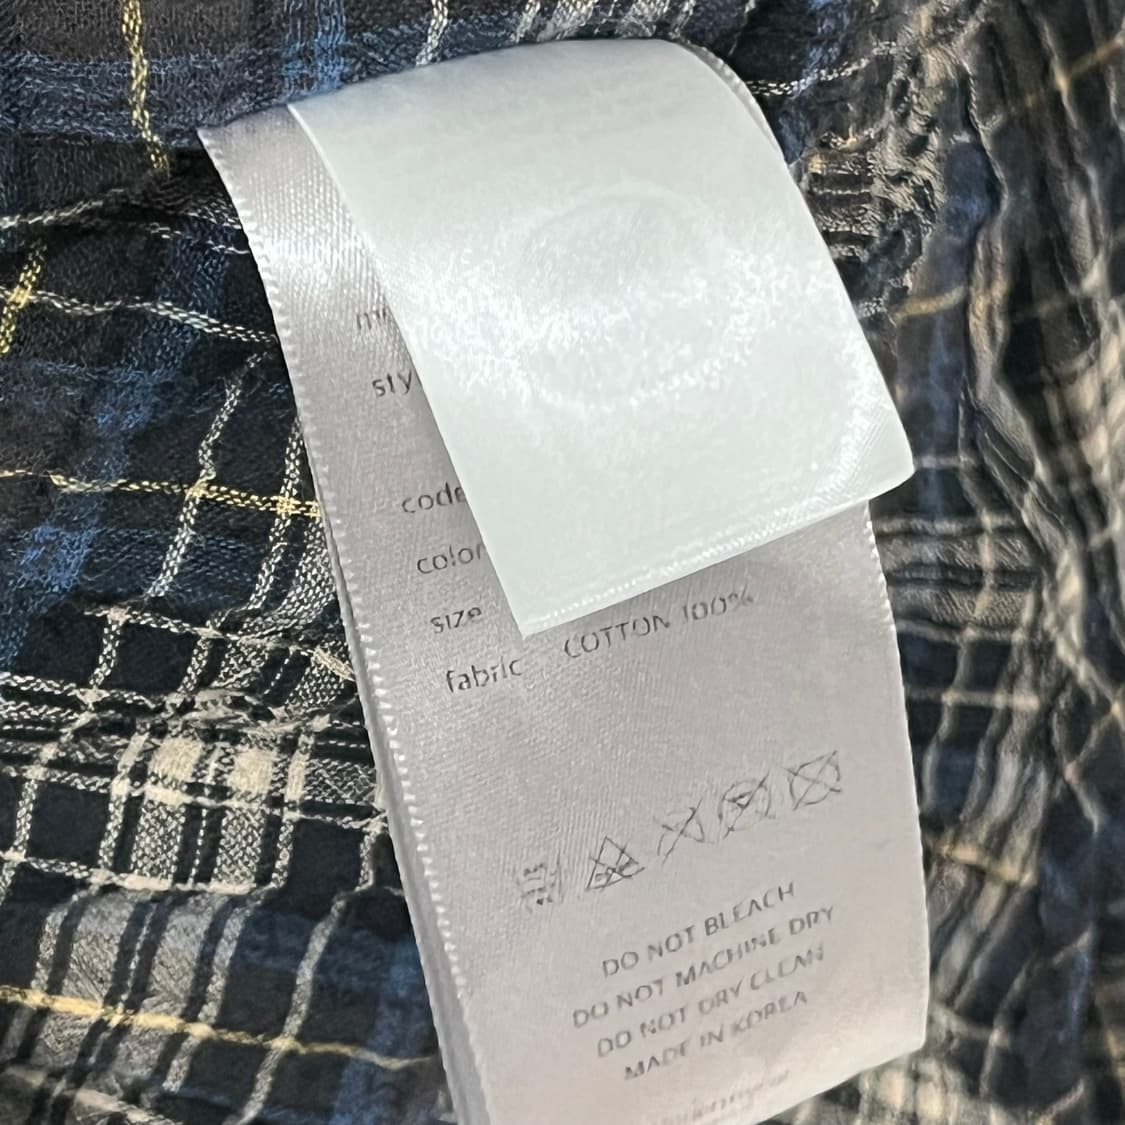 sty
code
color
size
fabric COTTON 100%
DO NOT BLEACH
DO NOT MACHINE DRY
DO NOT DRY CLEAN
MADE IN KOREA